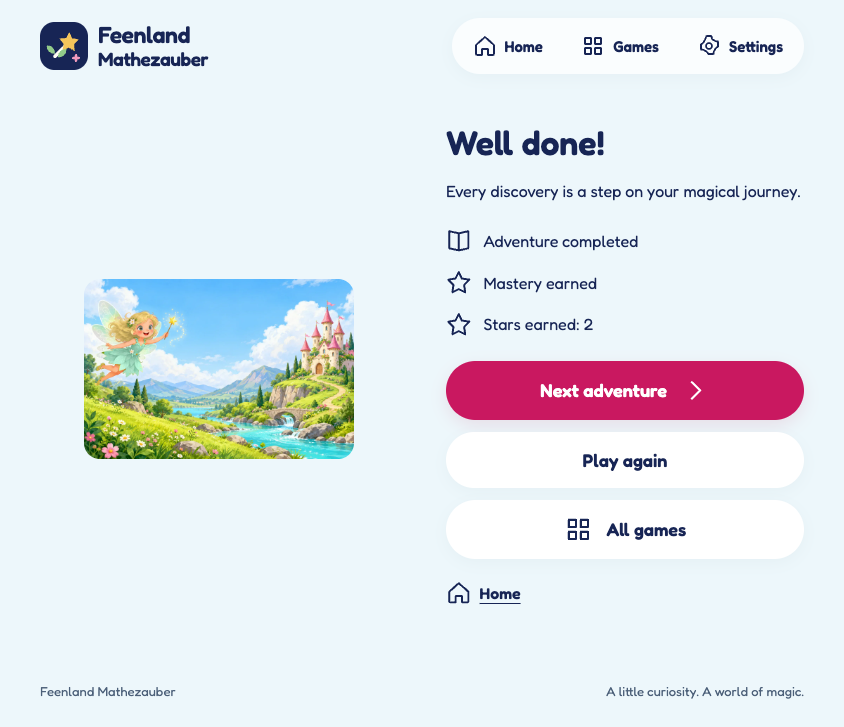 Feenland
Mathezauber
Home
Games
Settings
Well done!
Every discovery is a step on your magical journey.
Adventure completed
Mastery earned
Stars earned: 2
Next adventure
Play again
All games
Home
Feenland Mathezauber
A little curiosity. A world of magic.